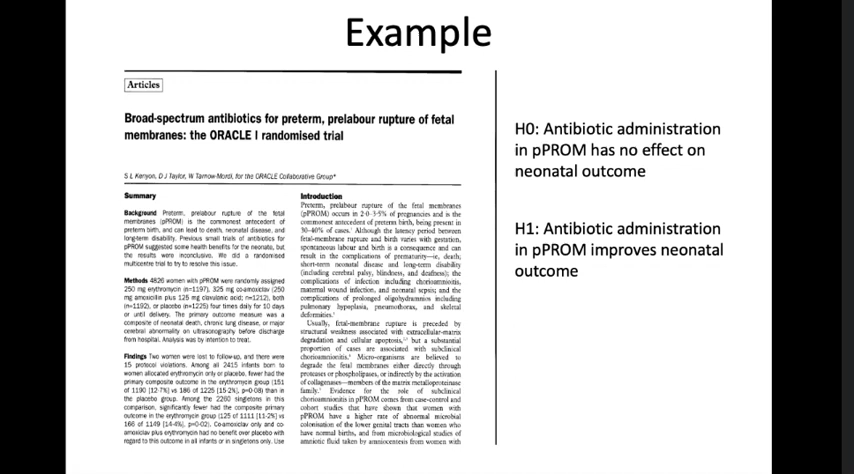 Example
Articles
Broad-spectrum antibiotics for preterm, prelabour rupture of fetal
membranes: the ORACLE I randomised trial
S L Kenyon, D J Taylor, W Tarnow-Mordi, for the ORACLE Collaborative Group*
Summary
Background Preterm, prelabour rupture of the fetal
membranes (pPROM) is the commonest antecedent of
preterm birth, and can lead to death, neonatal disease, and
long-term disability. Previous small trials of antibiotics for
pPROM suggested some health benefits for the neonate, but
the results were inconclusive. We did a randomised
multicentre trial to try to resolve this issue.
Methods 4826 women with pPROM were randomly assigned
250 mg erythromycin (n=1197), 325 mg co-amoxiclav (250
mg amoxicillin plus 125 mg clavulanic acid; n=1212), both
(n=1192), or placebo (n=1225) four times daily for 10 days
or until delivery. The primary outcome measure was a
composite of neonatal death, chronic lung disease, or major
cerebral abnormality on ultrasonography before discharge
from hospital. Analysis was by intention to treat.
Findings Two women were lost to follow-up, and there were
15 protocol violations. Among all 2415 infants born to
women allocated erythromycin only or placebo, fewer had the
primary composite outcome in the erythromycin group (151
of 1190 [12·7%] vs 186 of 1225 [15·2%], p=0·08) than in
the placebo group. Among the 2260 singletons in this
comparison, significantly fewer had the composite primary
outcome in the erythromycin group (125 of 1111 [11·2%] vs
166 of 1149 [14·4%], p=0·02). Co-amoxiclav only and co-
amoxiclav plus erythromycin had no benefit over placebo with
regard to this outcome in all infants or in singletons only. Use
Introduction
Preterm, prelabour rupture of the fetal membranes
(pPROM) occurs in 2·0–3·5% of pregnancies and is the
commonest antecedent of preterm birth, being present in
30–40% of cases. Although the latency period between
fetal-membrane rupture and birth varies with gestation,
spontaneous labour and birth is a consequence and can
result in the complications of prematurity—ie, death;
short-term neonatal disease and long-term disability
(including cerebral palsy, blindness, and deafness); the
complications of infection including chorioamnionitis,
maternal wound infection, and neonatal sepsis; and the
complications of prolonged oligohydramnios including
pulmonary hypoplasia, pneumothorax, and skeletal
deformities.
Usually, fetal-membrane rupture is preceded by
structural weakness associated with extracellular-matrix
degradation and cellular apoptosis, but a substantial
proportion of cases are associated with subclinical
chorioamnionitis. Micro-organisms are believed to
degrade the fetal membranes either directly through
proteases or phospholipases, or indirectly by the activation
of collagenases—members of the matrix metalloproteinase
family. Evidence for the role of subclinical
chorioamnionitis in pPROM comes from case-control and
cohort studies that have shown that women with
pPROM have a higher rate of abnormal microbial
colonisation of the lower genital tracts than women who
have normal births, and from microbiological studies of
amniotic fluid taken by amniocentesis from women with
H0: Antibiotic administration
in pPROM has no effect on
neonatal outcome
H1: Antibiotic administration
in pPROM improves neonatal
outcome